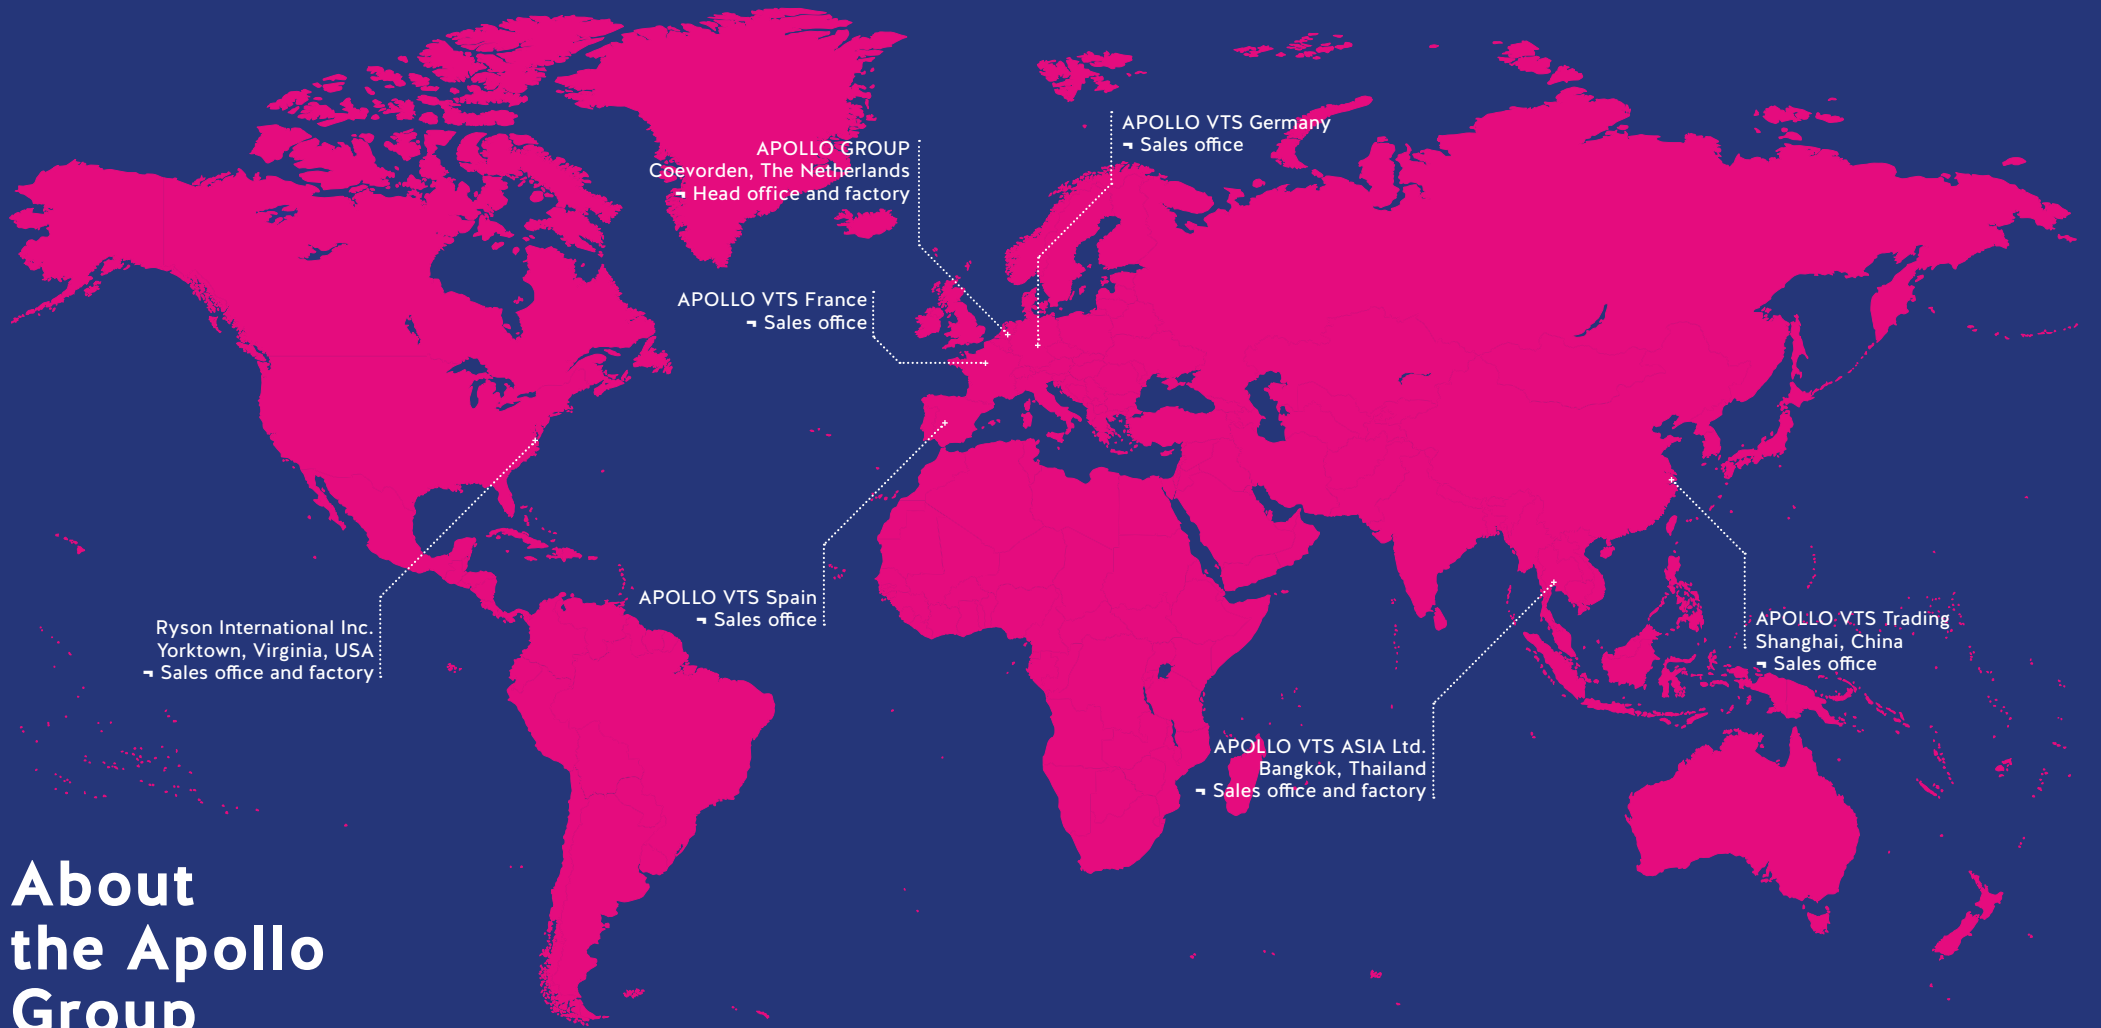 APOLLO VTS Germany
¬ Sales office
APOLLO GROUP
Coevorden, The Netherlands
¬ Head office and factory
APOLLO VTS France
¬ Sales office
APOLLO VTS Spain
¬ Sales office
Ryson International Inc.
Yorktown, Virginia, USA
¬ Sales office and factory
APOLLO VTS Trading
Shanghai, China
¬ Sales office
APOLLO VTS ASIA Ltd.
Bangkok, Thailand
¬ Sales office and factory
About
the Apollo
Group